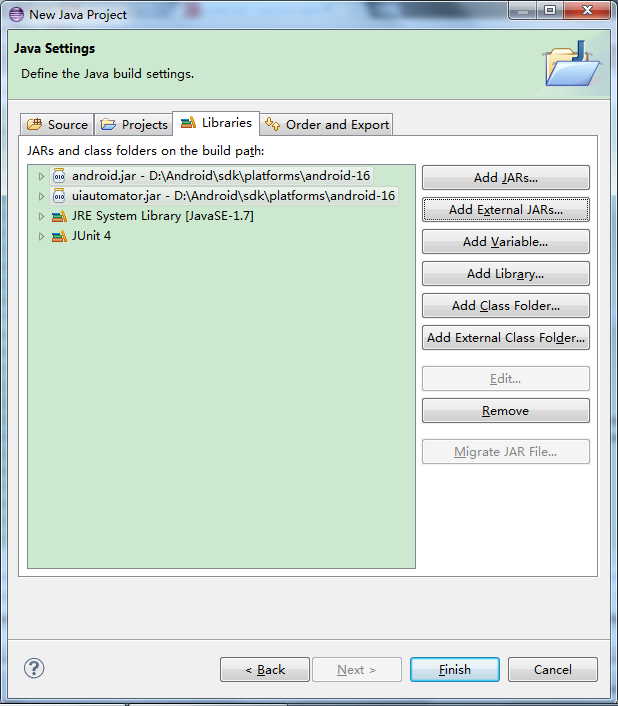 New Java Project
Java Settings
Define the Java build settings.
Source
Projects
Libraries
Order and Export
JARs and class folders on the build path:
android.jar - D:\Android\sdk\platforms\android-16
uiautomator.jar - D:\Android\sdk\platforms\android-16
JRE System Library [JavaSE-1.7]
JUnit 4
Add JARs...
Add External JARs...
Add Variable...
Add Library...
Add Class Folder...
Add External Class Folder...
Edit...
Remove
Migrate JAR File...
< Back
Next >
Finish
Cancel